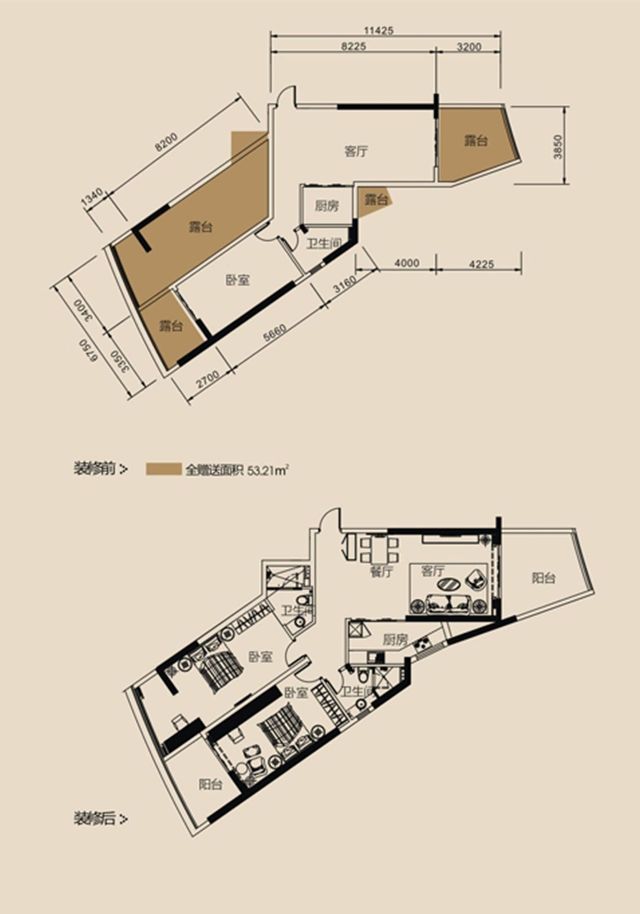 11425
8225 3200
8200
1340
客厅
露台
3850
厨房
露台
露台
卫生间
卧室
4000 4225
3160
露台
5660
2700
3400
6750
3350
装修前 > 全赠送面积 53.21m²
餐厅 客厅
阳台
卫生间
厨房
卧室
卧室 卫生间
阳台
装修后 >